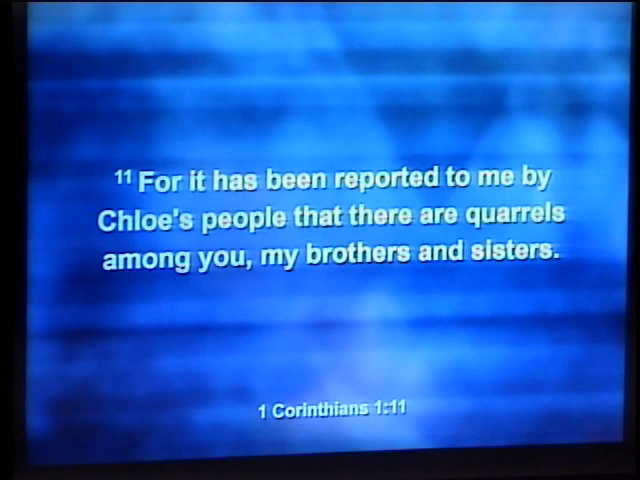 11 For it has been reported to me by
Chloe's people that there are quarrels
among you, my brothers and sisters.
1 Corinthians 1:11